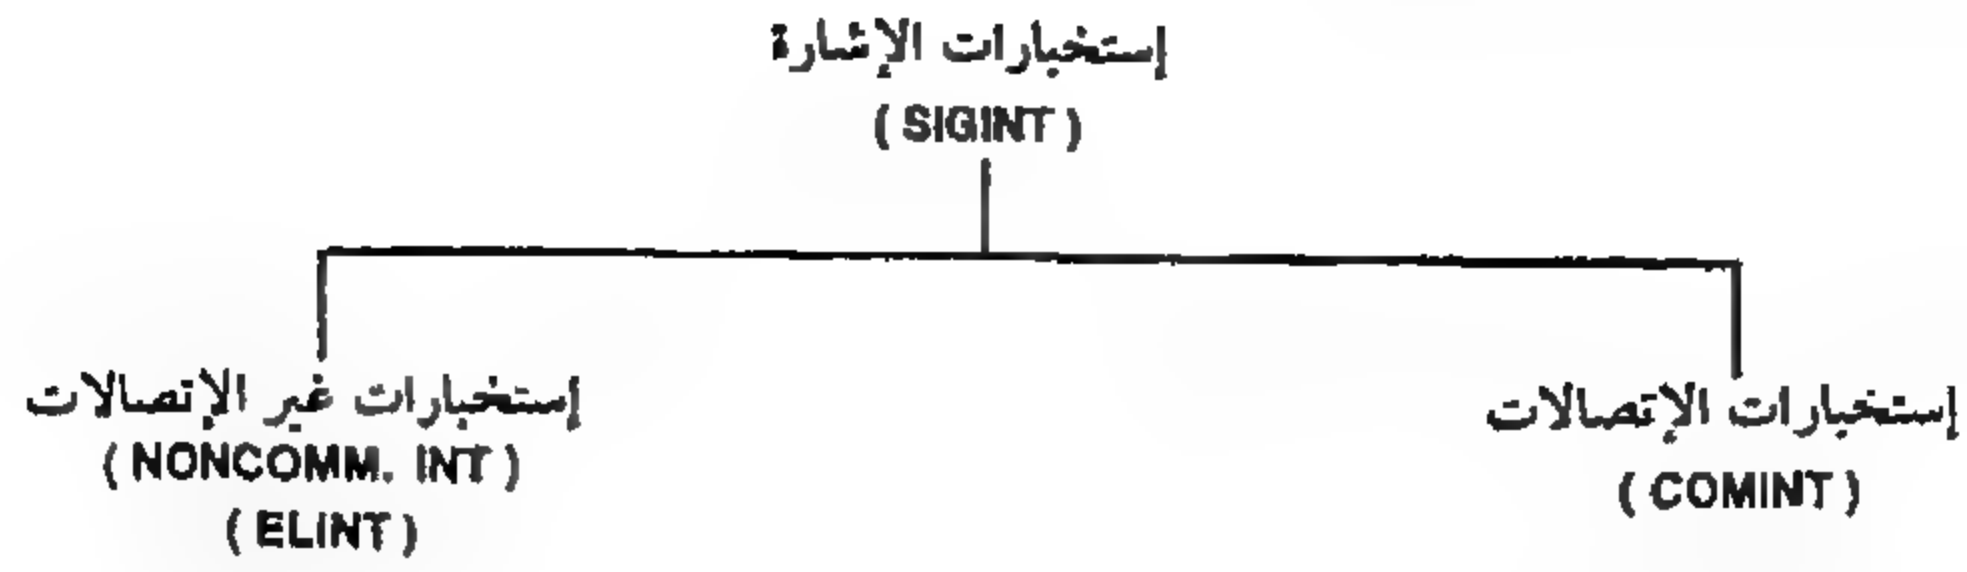 إستخبارات الإشارة
( SIGINT )
إستخبارات الإتصالات
( COMINT )
إستخبارات غير الإتصالات
( NONCOMM. INT )
( ELINT )